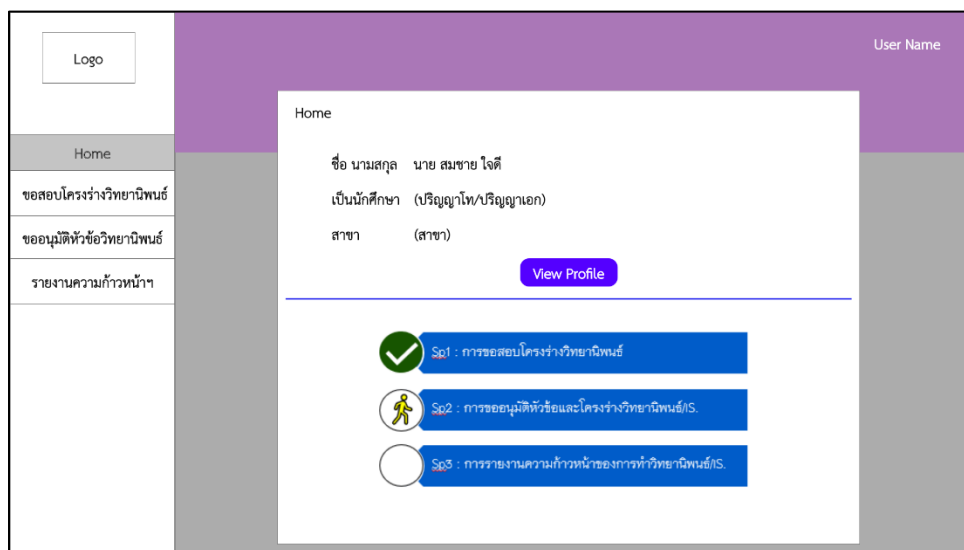 Logo
User Name
Home
ขอสอบโครงร่างวิทยานิพนธ์
ขออนุมัติหัวข้อวิทยานิพนธ์
รายงานความก้าวหน้าฯ
Home
ชื่อ นามสกุล นาย สมชาย ใจดี
เป็นนักศึกษา (ปริญญาโท/ปริญญาเอก)
สาขา (สาขา)
View Profile
Sp1 : การขอสอบโครงร่างวิทยานิพนธ์
Sp2 : การขออนุมัติหัวข้อและโครงร่างวิทยานิพนธ์/IS.
Sp3 : การรายงานความก้าวหน้าของการทำวิทยานิพนธ์/IS.